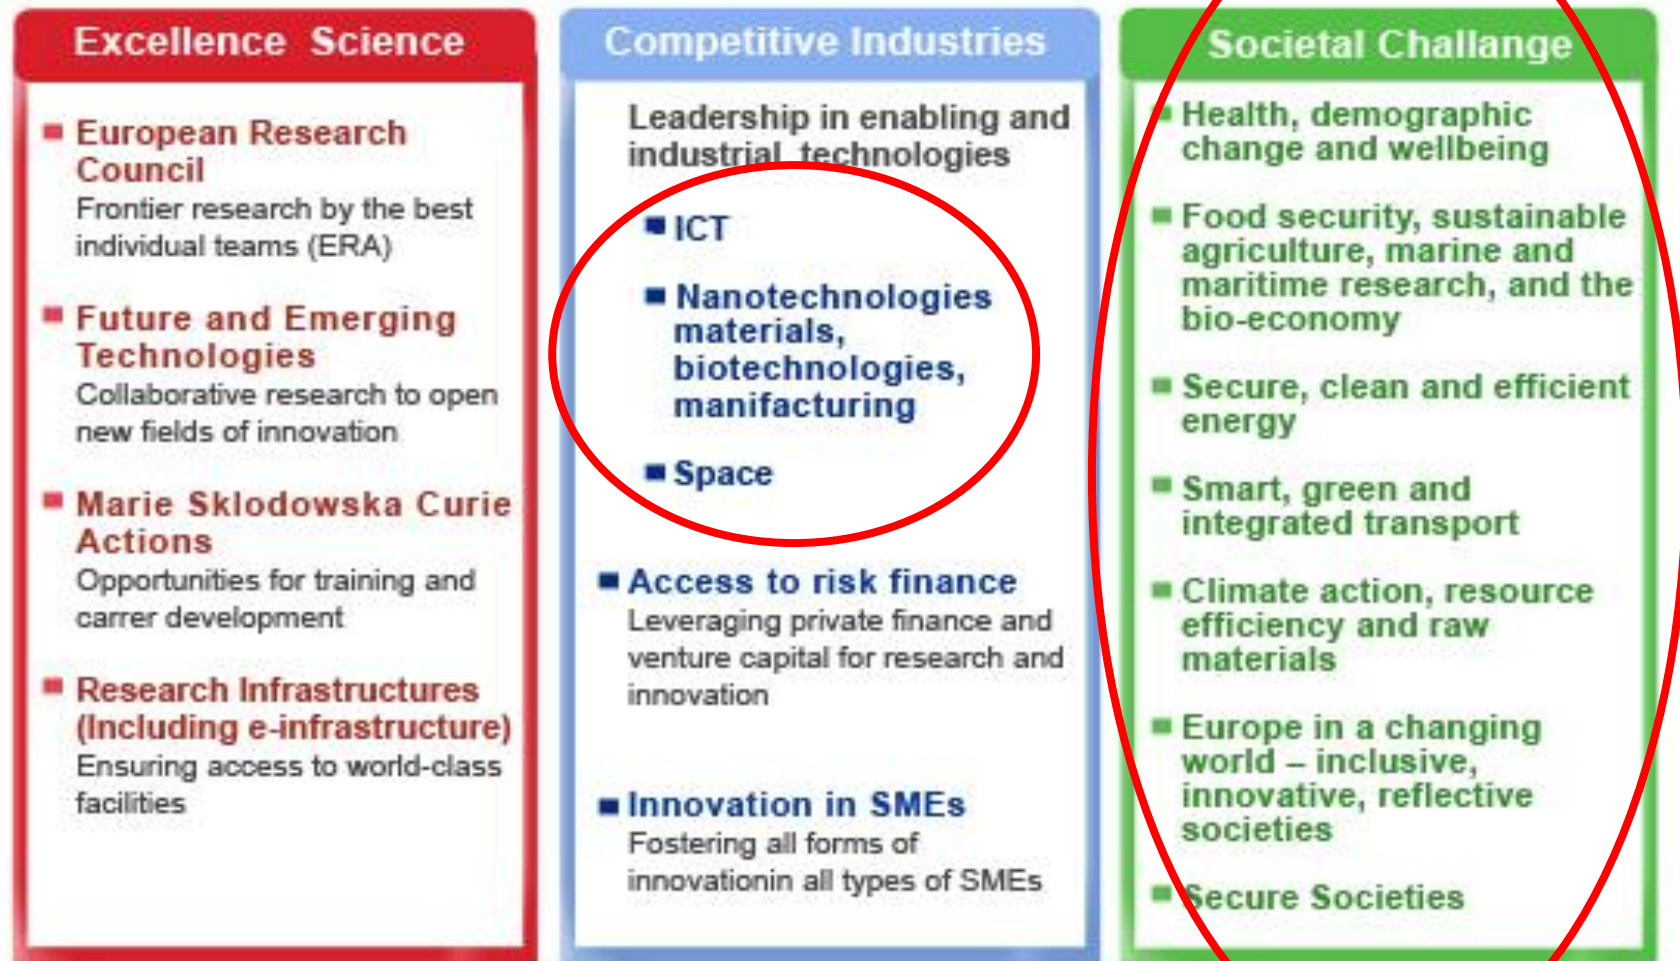 Excellence Science
European Research
Council
Frontier research by the best
individual teams (ERA)
Future and Emerging
Technologies
Collaborative research to open
new fields of innovation
Marie Sklodowska Curie
Actions
Opportunities for training and
carrer development
Research Infrastructures
(Including e-infrastructure)
Ensuring access to world-class
facilities
Competitive Industries
Leadership in enabling and
industrial technologies
ICT
Nanotechnologies
materials,
biotechnologies,
manifacturing
Space
Access to risk finance
Leveraging private finance and
venture capital for research and
innovation
Innovation in SMEs
Fostering all forms of
innovationin all types of SMEs
Societal Challange
Health, demographic
change and wellbeing
Food security, sustainable
agriculture, marine and
maritime research, and the
bio-economy
Secure, clean and efficient
energy
Smart, green and
integrated transport
Climate action, resource
efficiency and raw
materials
Europe in a changing
world – inclusive,
innovative, reflective
societies
Secure Societies